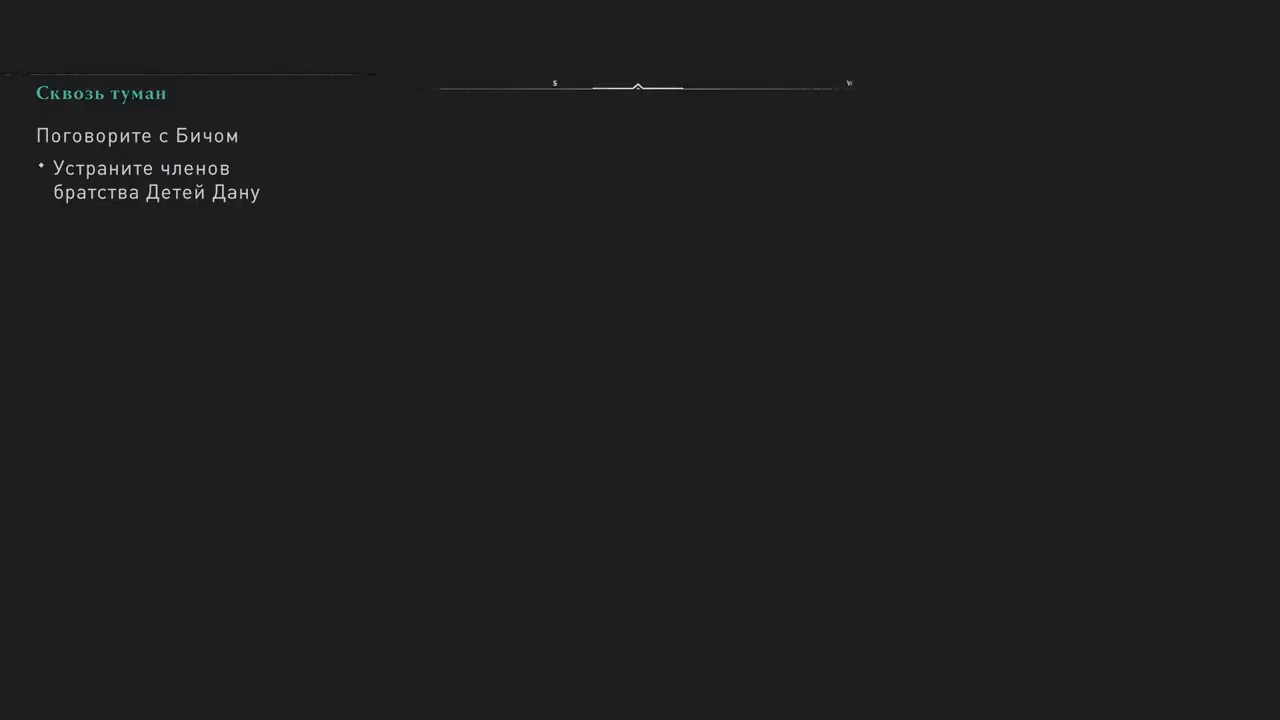 S
W
Сквозь туман
Поговорите с Бичом
Устраните членов
братства Детей Дану